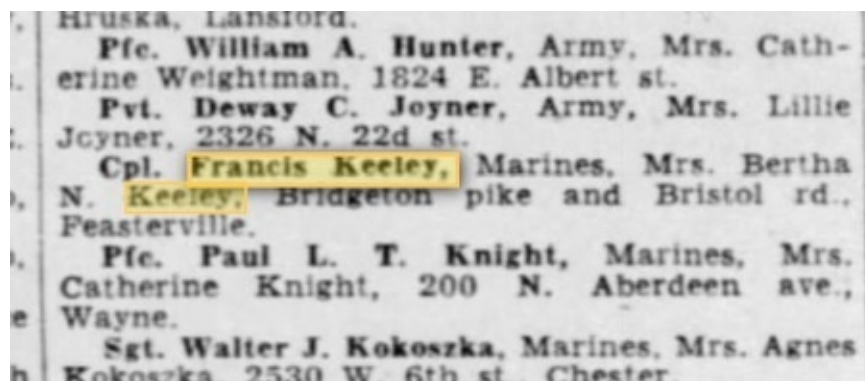 Hruska, Lansford.
Pfc. William A. Hunter, Army, Mrs. Cath-
erine Weightman, 1824 E. Albert st.
Pvt. Deway C. Joyner, Army, Mrs. Lillie
Joyner, 2326 N. 22d st.
Cpl. Francis Keeley, Marines, Mrs. Bertha
N. Keeley, Bridgeton pike and Bristol rd.,
Feasterville.
Pfc. Paul L. T. Knight, Marines, Mrs.
Catherine Knight, 200 N. Aberdeen ave.,
Wayne.
Sgt. Walter J. Kokoszka, Marines, Mrs. Agnes
Kokoszka, 2530 W. 6th st., Chester.